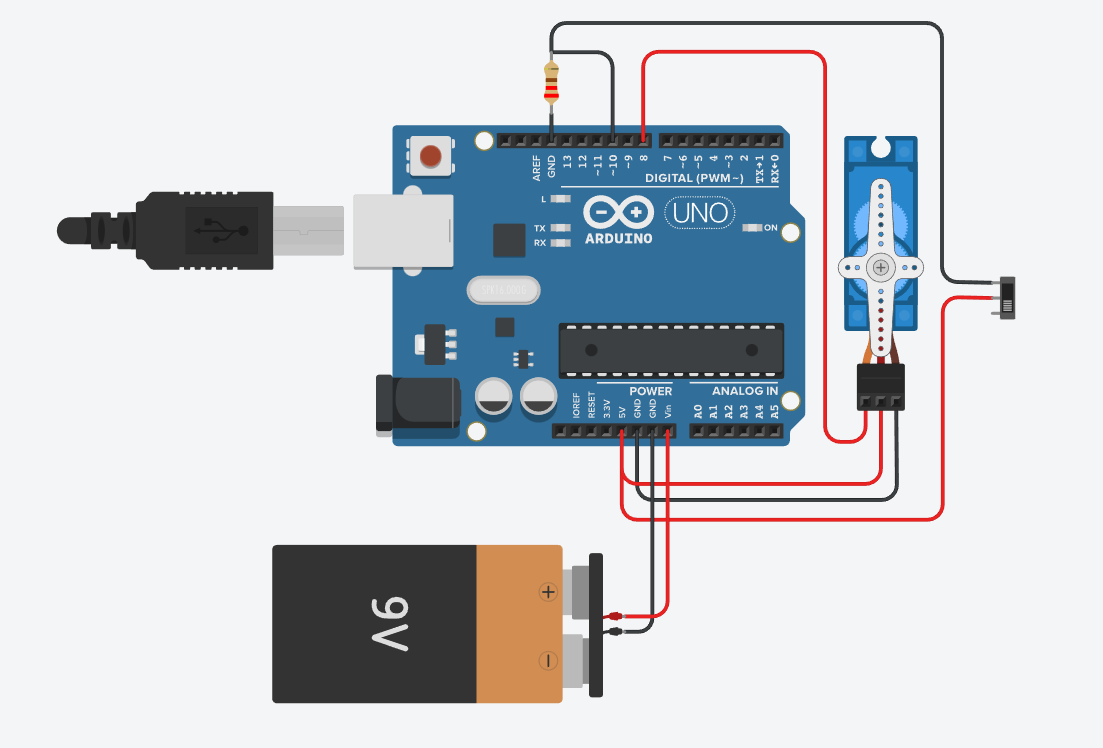 AREF
GND
13
12
~11
~10
~9
8
7
~6
~5
4
~3
2
TX→1
RX←0
DIGITAL (PWM~)
L
TX
RX
ARDUINO
UNO
ON
POWER
ANALOG IN
IOREF
RESET
3.3V
5V
GND
GND
Vin
A0
A1
A2
A3
A4
A5
9V